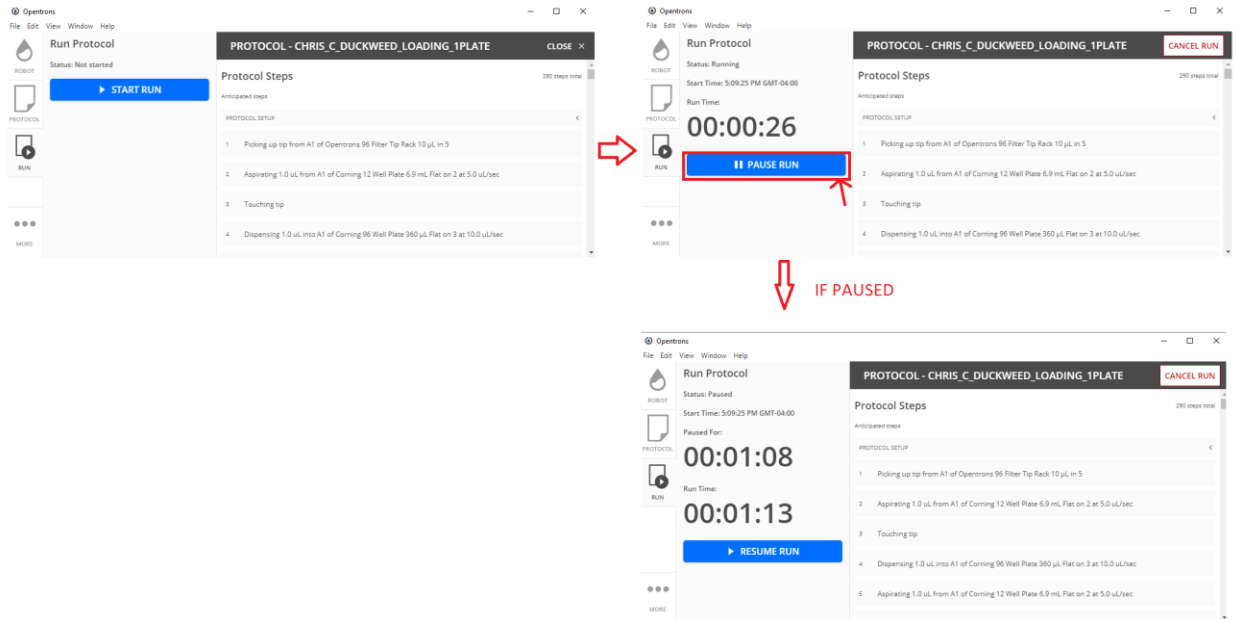 Opentrons
File Edit View Window Help
ROBOT
PROTOCOL
RUN
MORE
Run Protocol
Status: Not started
START RUN
PROTOCOL - CHRIS_C_DUCKWEED_LOADING_1PLATE
CLOSE ×
Protocol Steps
290 steps total
Anticipated steps
PROTOCOL SETUP
1 Picking up tip from A1 of Opentrons 96 Filter Tip Rack 10 µL in 5
2 Aspirating 1.0 uL from A1 of Corning 12 Well Plate 6.9 mL Flat on 2 at 5.0 uL/sec
3 Touching tip
4 Dispensing 1.0 uL into A1 of Corning 96 Well Plate 360 µL Flat on 3 at 10.0 uL/sec
Opentrons
File Edit View Window Help
ROBOT
PROTOCOL
RUN
MORE
Run Protocol
Status: Running
Start Time: 5:09:25 PM GMT-04:00
Run Time:
00:00:26
PAUSE RUN
PROTOCOL - CHRIS_C_DUCKWEED_LOADING_1PLATE
CANCEL RUN
Protocol Steps
290 steps total
Anticipated steps
PROTOCOL SETUP
1 Picking up tip from A1 of Opentrons 96 Filter Tip Rack 10 µL in 5
2 Aspirating 1.0 uL from A1 of Corning 12 Well Plate 6.9 mL Flat on 2 at 5.0 uL/sec
3 Touching tip
4 Dispensing 1.0 uL into A1 of Corning 96 Well Plate 360 µL Flat on 3 at 10.0 uL/sec
IF PAUSED
Opentrons
File Edit View Window Help
ROBOT
PROTOCOL
RUN
MORE
Run Protocol
Status: Paused
Start Time: 5:09:25 PM GMT-04:00
Paused For:
00:01:08
Run Time:
00:01:13
RESUME RUN
PROTOCOL - CHRIS_C_DUCKWEED_LOADING_1PLATE
CANCEL RUN
Protocol Steps
290 steps total
Anticipated steps
PROTOCOL SETUP
1 Picking up tip from A1 of Opentrons 96 Filter Tip Rack 10 µL in 5
2 Aspirating 1.0 uL from A1 of Corning 12 Well Plate 6.9 mL Flat on 2 at 5.0 uL/sec
3 Touching tip
4 Dispensing 1.0 uL into A1 of Corning 96 Well Plate 360 µL Flat on 3 at 10.0 uL/sec
5 Aspirating 1.0 uL from A1 of Corning 12 Well Plate 6.9 mL Flat on 2 at 5.0 uL/sec